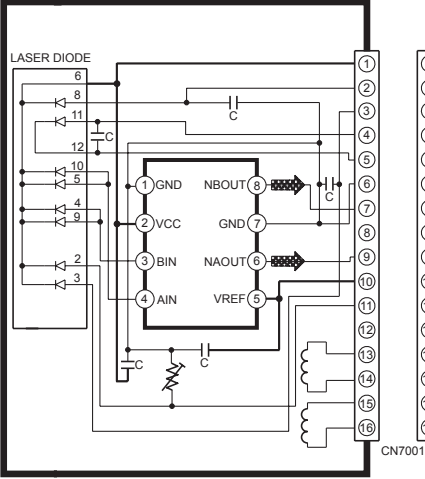 LASER DIODE
6
8
11
12
10
5
4
9
2
3
C
C
C
C
C
1 GND
2 VCC
3 BIN
4 AIN
NBOUT 8
GND 7
NAOUT 6
VREF 5
1
2
3
4
5
6
7
8
9
10
11
12
13
14
15
16
CN7001